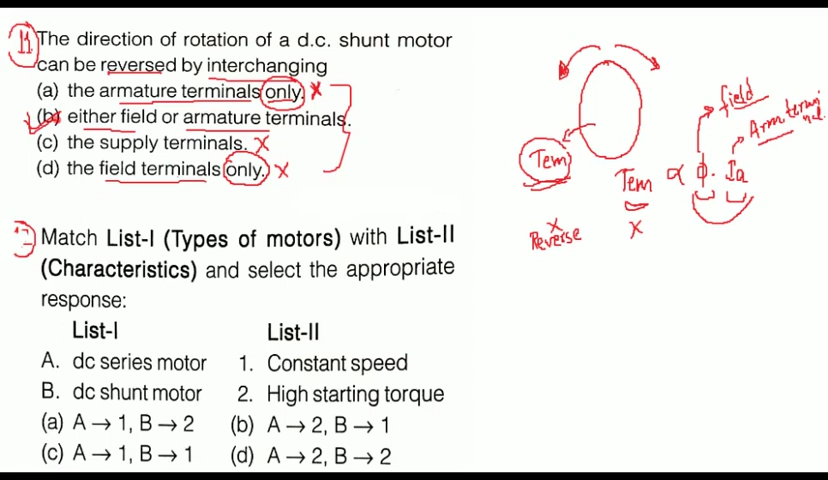 11 The direction of rotation of a d.c. shunt motor
can be reversed by interchanging
(a) the armature terminals only. X
(b) either field or armature terminals.
(c) the supply terminals. X
(d) the field terminals only. X
field
Arm terminal.
Tem
Tem ∝ φ. Ia
X
Reverse
X
Match List-I (Types of motors) with List-II
(Characteristics) and select the appropriate
response:
List-I List-II
A. dc series motor 1. Constant speed
B. dc shunt motor 2. High starting torque
(a) A → 1, B → 2 (b) A → 2, B → 1
(c) A → 1, B → 1 (d) A → 2, B → 2